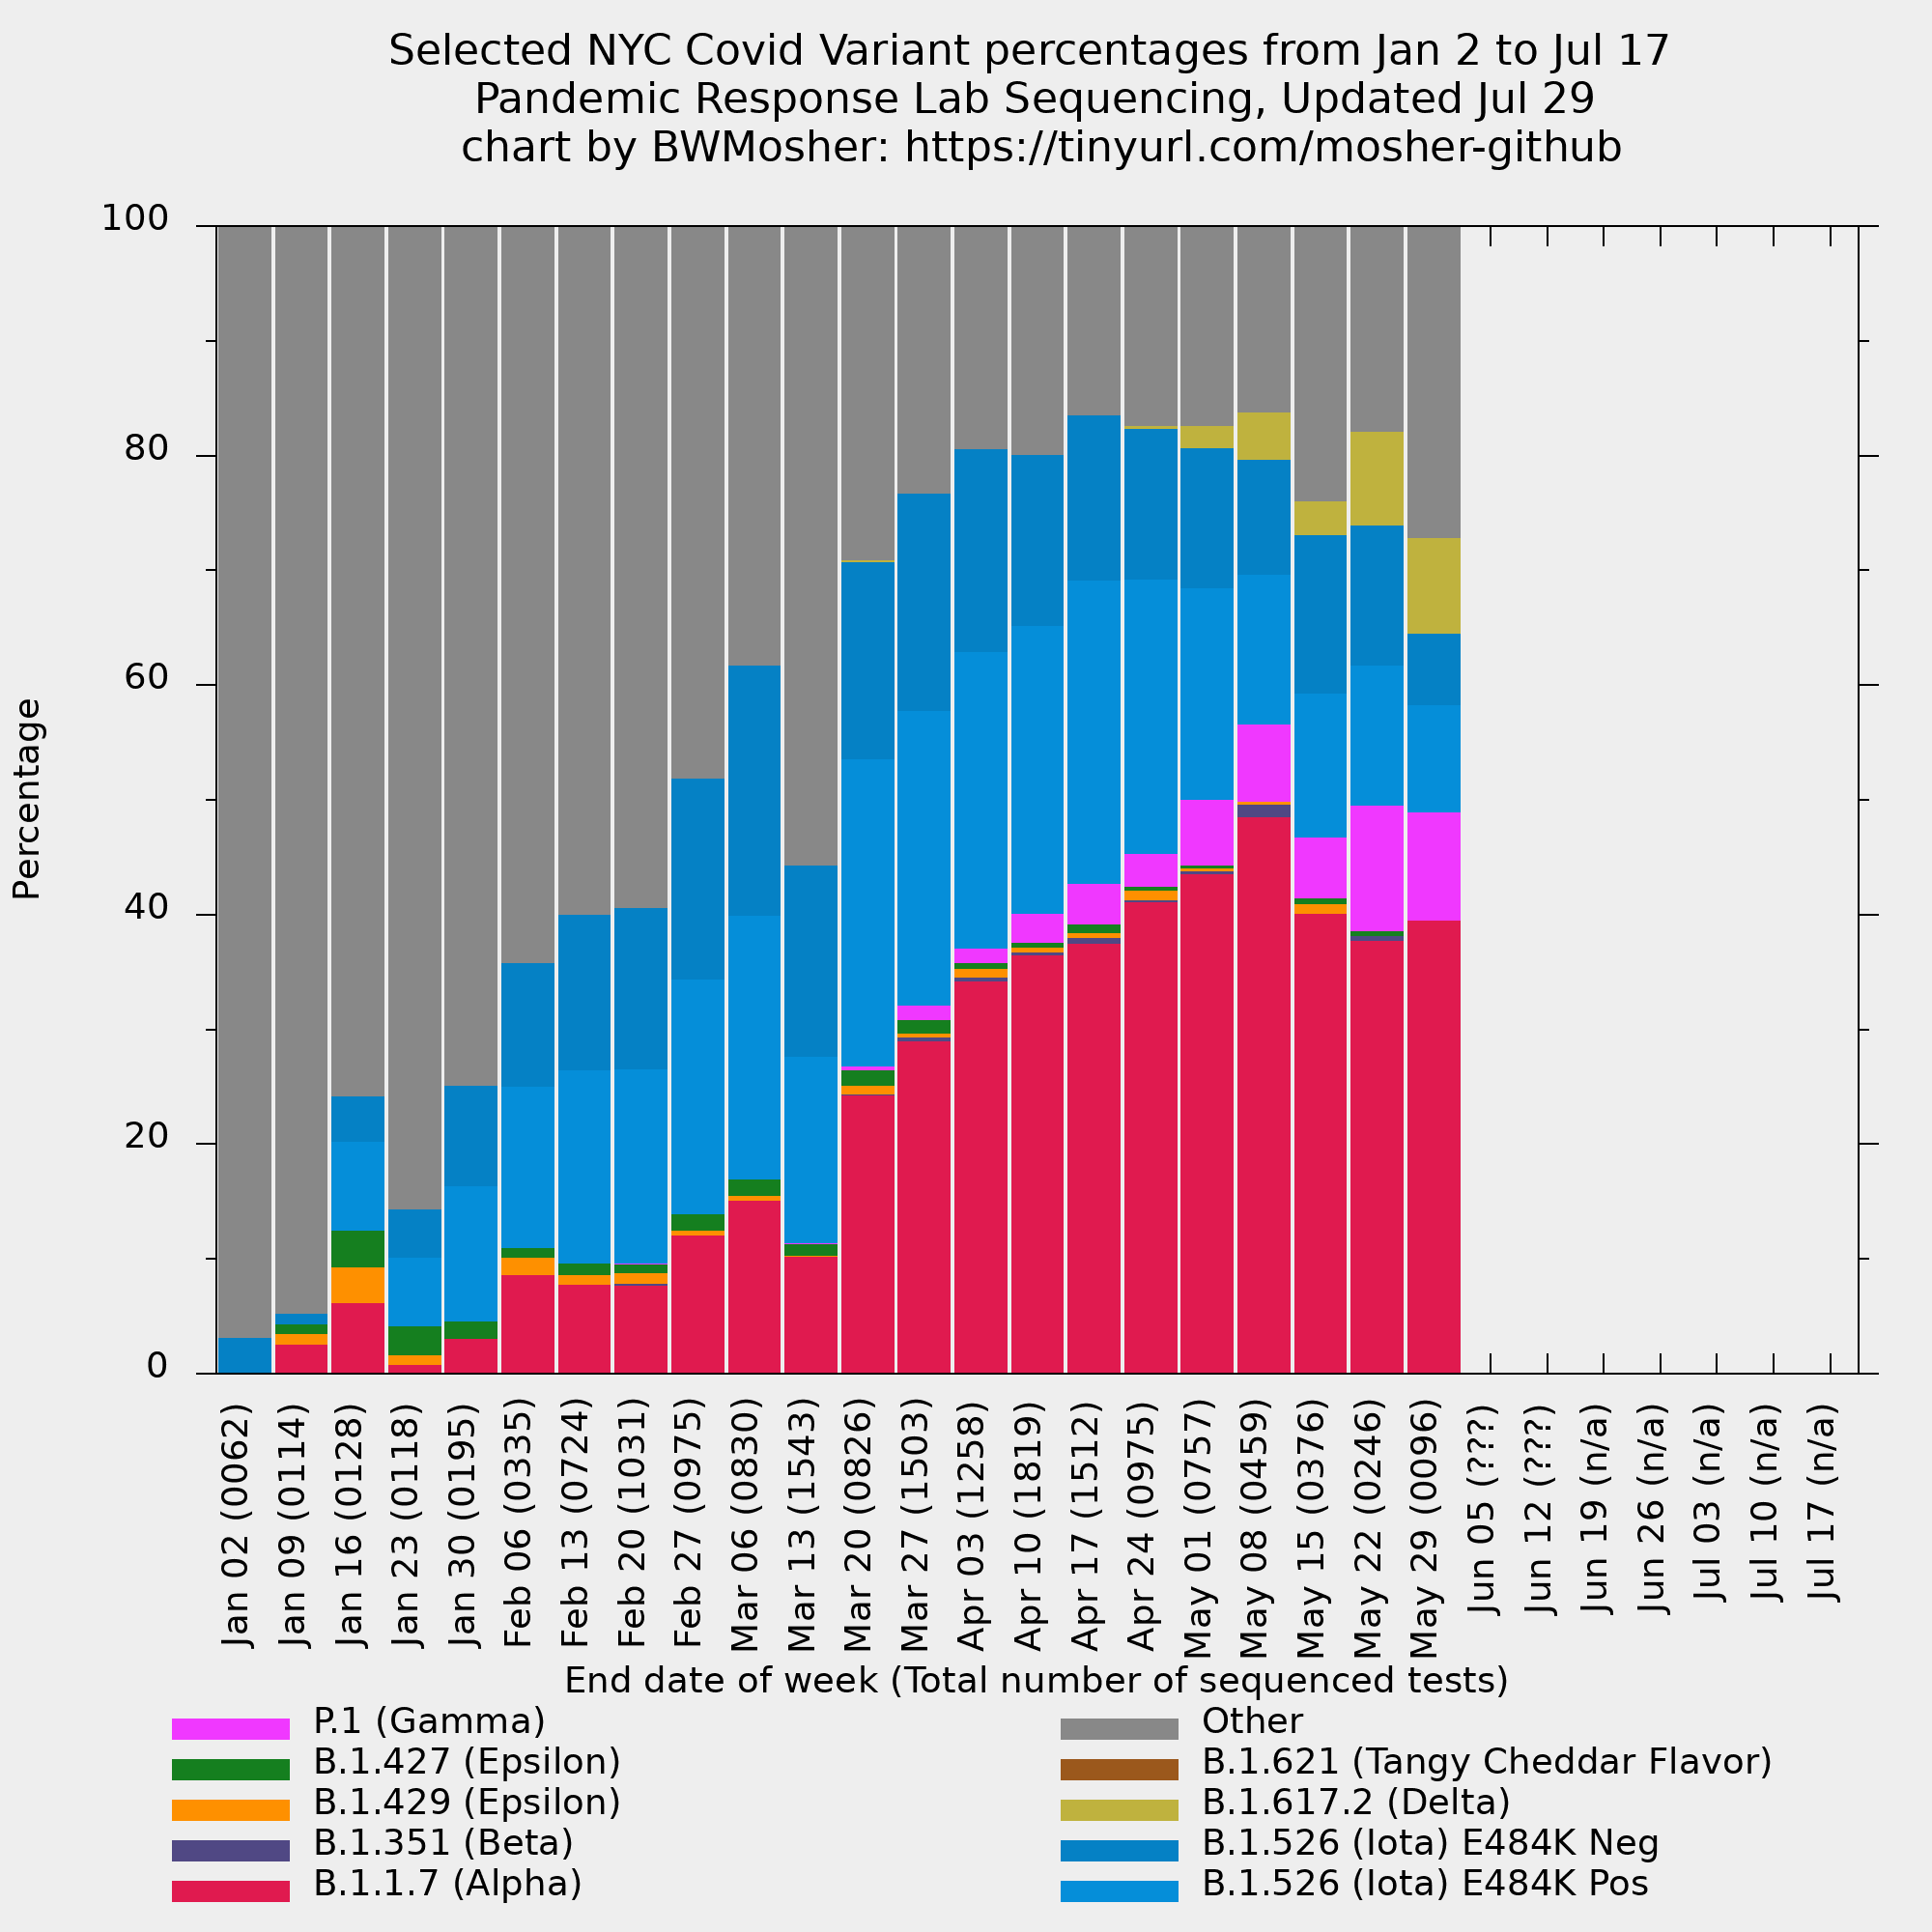 Selected NYC Covid Variant percentages from Jan 2 to Jul 17
Pandemic Response Lab Sequencing, Updated Jul 29
chart by BWMosher: https://tinyurl.com/mosher-github
100
80
60
40
20
0
Percentage
Jan 02 (0062)
Jan 09 (0114)
Jan 16 (0128)
Jan 23 (0118)
Jan 30 (0195)
Feb 06 (0335)
Feb 13 (0724)
Feb 20 (1031)
Feb 27 (0975)
Mar 06 (0830)
Mar 13 (1543)
Mar 20 (0826)
Mar 27 (1503)
Apr 03 (1258)
Apr 10 (1819)
Apr 17 (1512)
Apr 24 (0975)
May 01 (0757)
May 08 (0459)
May 15 (0376)
May 22 (0246)
May 29 (0096)
Jun 05 (???)
Jun 12 (???)
Jun 19 (n/a)
Jun 26 (n/a)
Jul 03 (n/a)
Jul 10 (n/a)
Jul 17 (n/a)
End date of week (Total number of sequenced tests)
P.1 (Gamma)
B.1.427 (Epsilon)
B.1.429 (Epsilon)
B.1.351 (Beta)
B.1.1.7 (Alpha)
Other
B.1.621 (Tangy Cheddar Flavor)
B.1.617.2 (Delta)
B.1.526 (Iota) E484K Neg
B.1.526 (Iota) E484K Pos